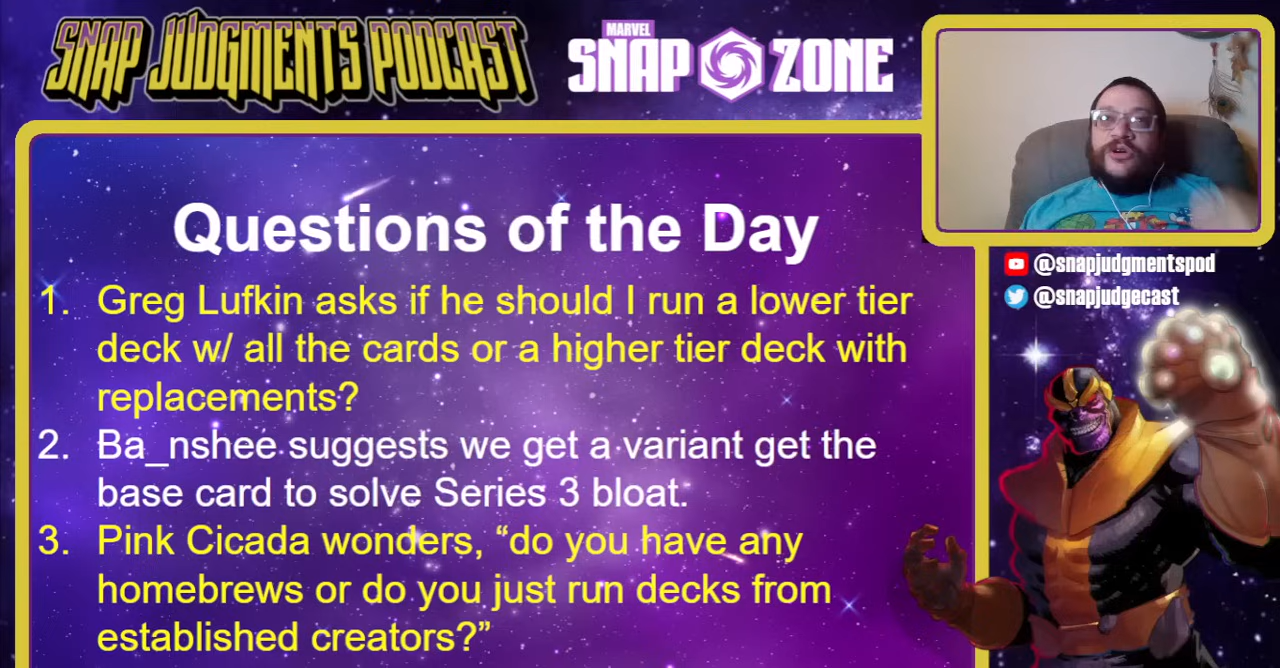 SNAP JUDGMENTS PODCAST
MARVEL
SNAP ZONE
Questions of the Day
1. Greg Lufkin asks if he should I run a lower tier
deck w/ all the cards or a higher tier deck with
replacements?
2. Ba_nshee suggests we get a variant get the
base card to solve Series 3 bloat.
3. Pink Cicada wonders, “do you have any
homebrews or do you just run decks from
established creators?”
@snapjudgmentspod
@snapjudgecast